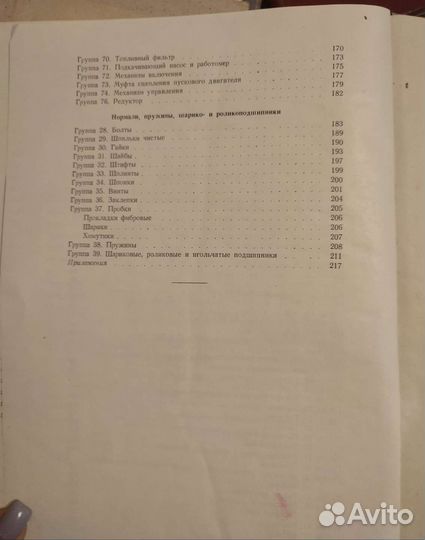 Группа 70. Топливный фильтр 170
Группа 71. Подкачивающий насос и работомер 173
Группа 72. Механизм включения 175
Группа 73. Муфта сцепления пускового двигателя 177
Группа 74. Механизм управления 179
Группа 76. Редуктор 182
Нормали, пружины, шарико- и роликоподшипники
Группа 28. Болты 183
Группа 29. Шпильки чистые 189
Группа 30. Гайки 190
Группа 31. Шайбы 193
Группа 32. Штифты 197
Группа 33. Шплинты 199
Группа 34. Шпонки 200
Группа 35. Винты 201
Группа 36. Заклепки 204
Группа 37. Пробки 205
Прокладки фибровые 206
Шарики 206
Хомутики 207
Группа 38. Пружины 208
Группа 39. Шариковые, роликовые и игольчатые подшипники 211
Приложения 217
Avito